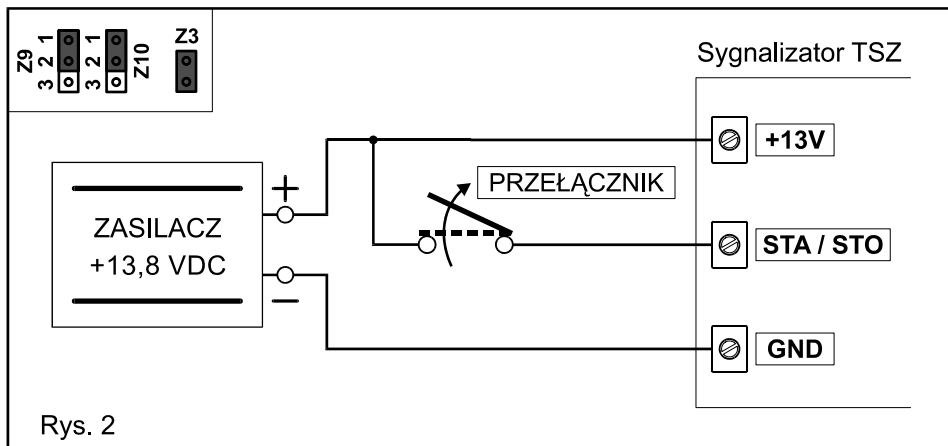 Z9
3 2 1
3 2 1
Z10
Z3
Sygnalizator TSZ
+13V
PRZEŁĄCZNIK
+
ZASILACZ
+13,8 VDC
STA / STO
−
GND
Rys. 2